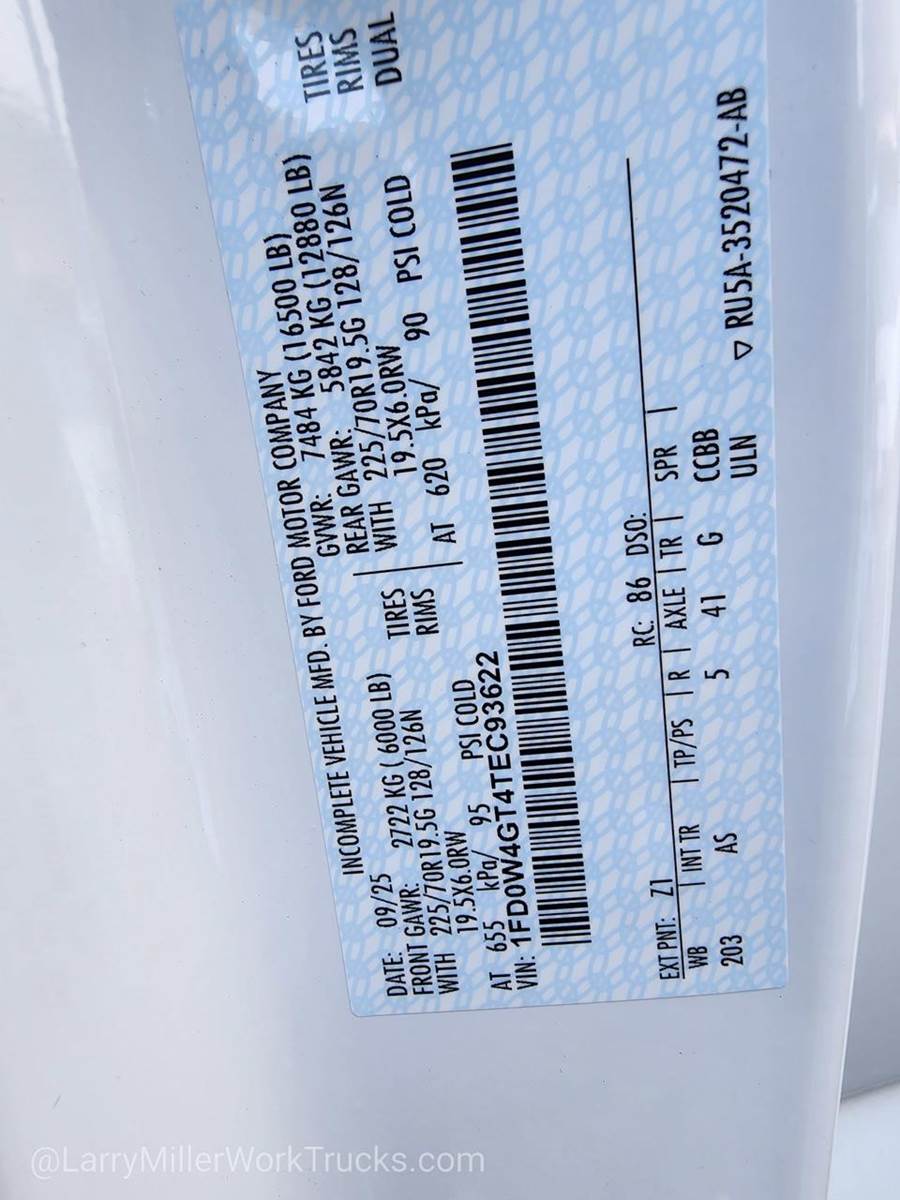 INCOMPLETE VEHICLE MFD. BY FORD MOTOR COMPANY
DATE: 09/25 GVWR: 7484 KG (16500 LB)
FRONT GAWR: 2722 KG ( 6000 LB) REAR GAWR: 5842 KG (12880 LB)
WITH 225/70R19.5G 128/126N TIRES WITH 225/70R19.5G 128/126N TIRES
19.5X6.0RW RIMS 19.5X6.0RW RIMS
AT 655 kPa/ 95 PSI COLD AT 620 kPa/ 90 PSI COLD DUAL
VIN: 1FD0W4GT4TEC93622
EXT PNT: Z1 RC: 86 DSO:
WB INT TR TP/PS R AXLE TR SPR
203 AS 5 41 G CCBB
ULN
RU5A-3520472-AB
@LarryMillerWorkTrucks.com